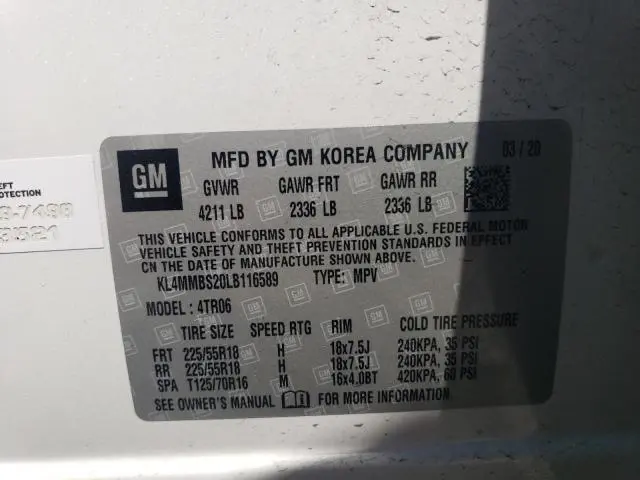 GM
MFD BY GM KOREA COMPANY 03/20
GVWR GAWR FRT GAWR RR
4211 LB 2336 LB 2336 LB
THIS VEHICLE CONFORMS TO ALL APPLICABLE U.S. FEDERAL MOTOR
VEHICLE SAFETY AND THEFT PREVENTION STANDARDS IN EFFECT
ON THE DATE OF MANUFACTURE SHOWN ABOVE.
KL4MMBS20LB116589 TYPE: MPV
MODEL: 4TR06
TIRE SIZE SPEED RTG RIM COLD TIRE PRESSURE
FRT 225/55R18 H 18x7.5J 240KPA, 35 PSI
RR 225/55R18 H 18x7.5J 240KPA, 35 PSI
SPA T125/70R16 M 16x4.0BT 420KPA, 60 PSI
SEE OWNER'S MANUAL FOR MORE INFORMATION